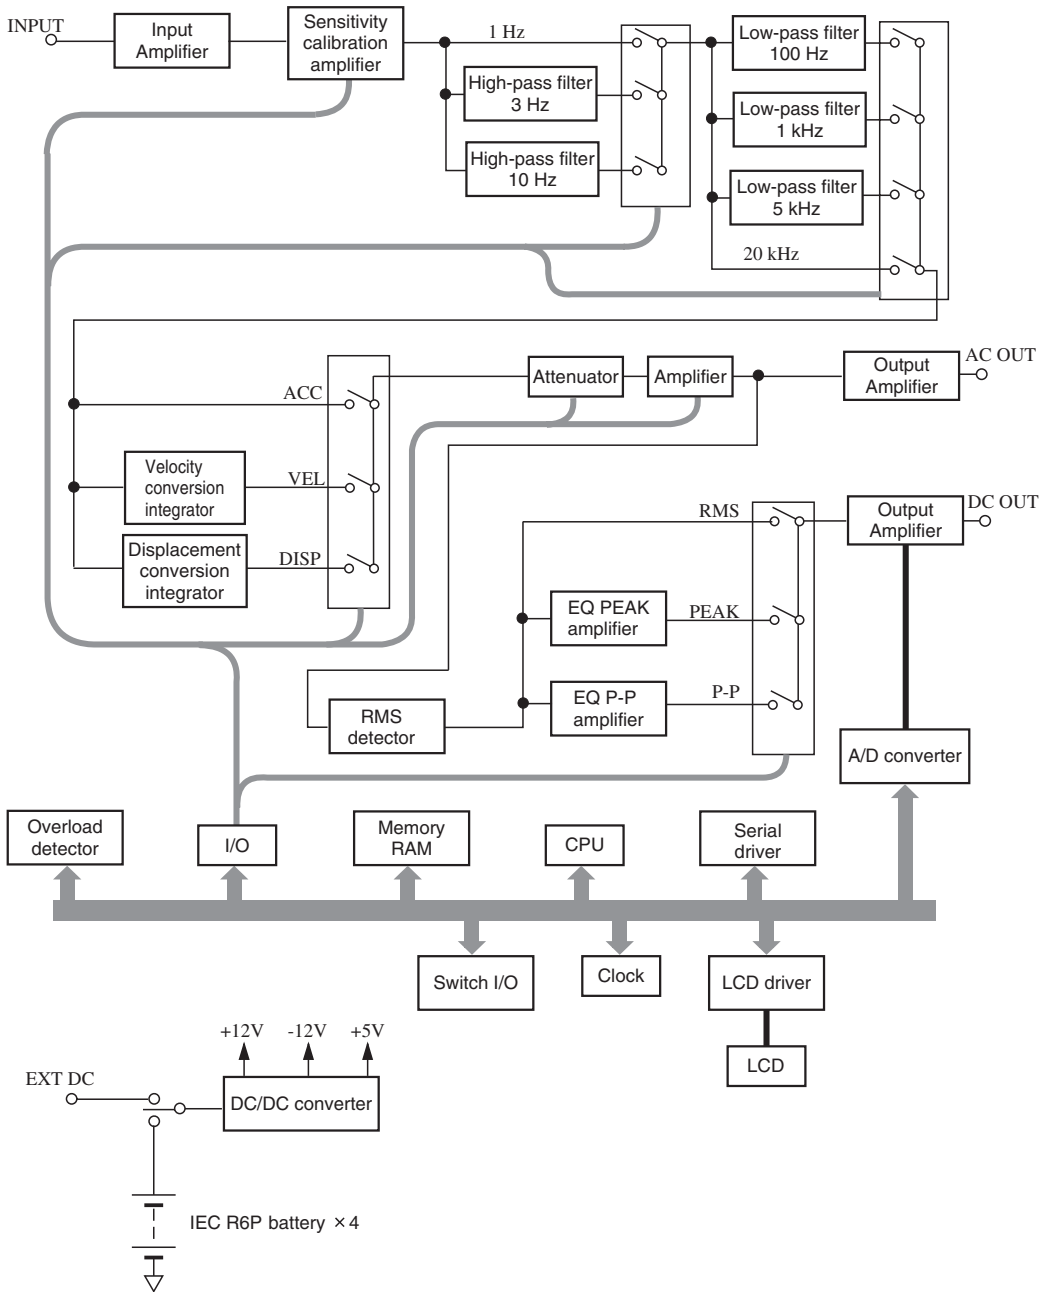 INPUT
Input
Amplifier
Sensitivity
calibration
amplifier
1 Hz
High-pass filter
3 Hz
High-pass filter
10 Hz
Low-pass filter
100 Hz
Low-pass filter
1 kHz
Low-pass filter
5 kHz
20 kHz
ACC
Velocity
conversion
integrator
VEL
Displacement
conversion
integrator
DISP
Attenuator
Amplifier
Output
Amplifier
AC OUT
RMS
EQ PEAK
amplifier
PEAK
EQ P-P
amplifier
P-P
RMS
detector
Output
Amplifier
DC OUT
A/D converter
Overload
detector
I/O
Memory
RAM
CPU
Serial
driver
Switch I/O
Clock
LCD driver
LCD
+12V
-12V
+5V
EXT DC
DC/DC converter
IEC R6P battery ×4